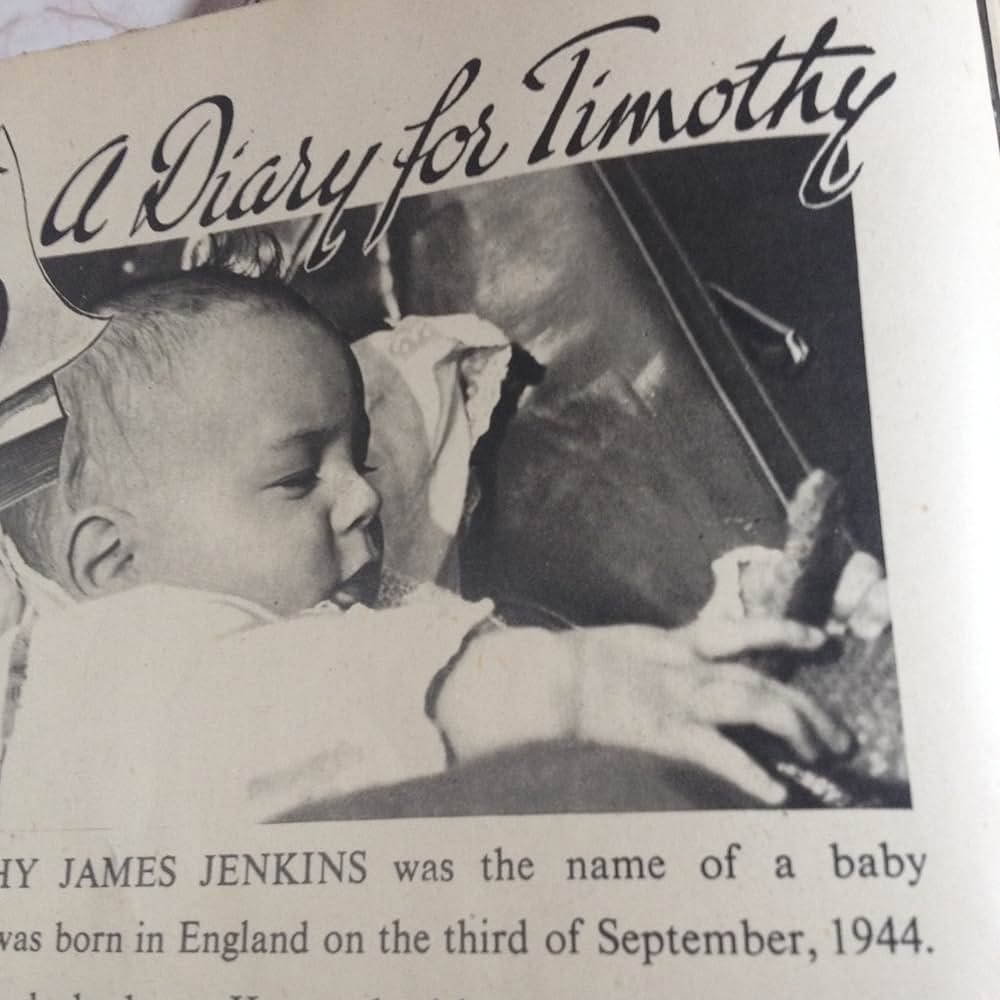 A Diary for Timothy
HY JAMES JENKINS was the name of a baby
was born in England on the third of September, 1944.